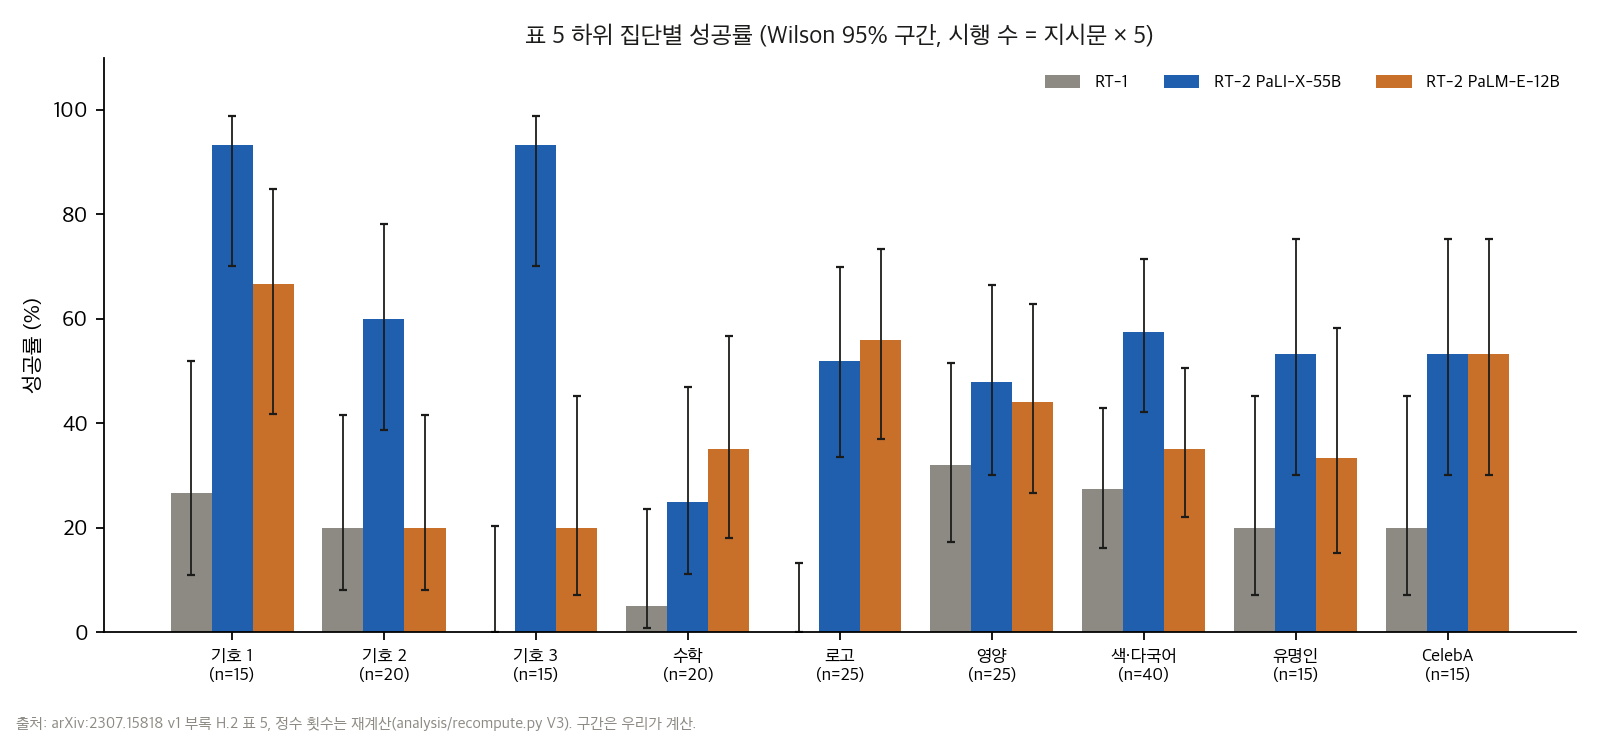 표 5 하위 집단별 성공률 (Wilson 95% 구간, 시행 수 = 지시문 × 5)
RT-1
RT-2 PaLI-X-55B
RT-2 PaLM-E-12B
성공률 (%)
100
80
60
40
20
0
기호 1
(n=15)
기호 2
(n=20)
기호 3
(n=15)
수학
(n=20)
로고
(n=25)
영양
(n=25)
색·다국어
(n=40)
유명인
(n=15)
CelebA
(n=15)
출처: arXiv:2307.15818 v1 부록 H.2 표 5, 정수 횟수는 재계산(analysis/recompute.py V3). 구간은 우리가 계산.